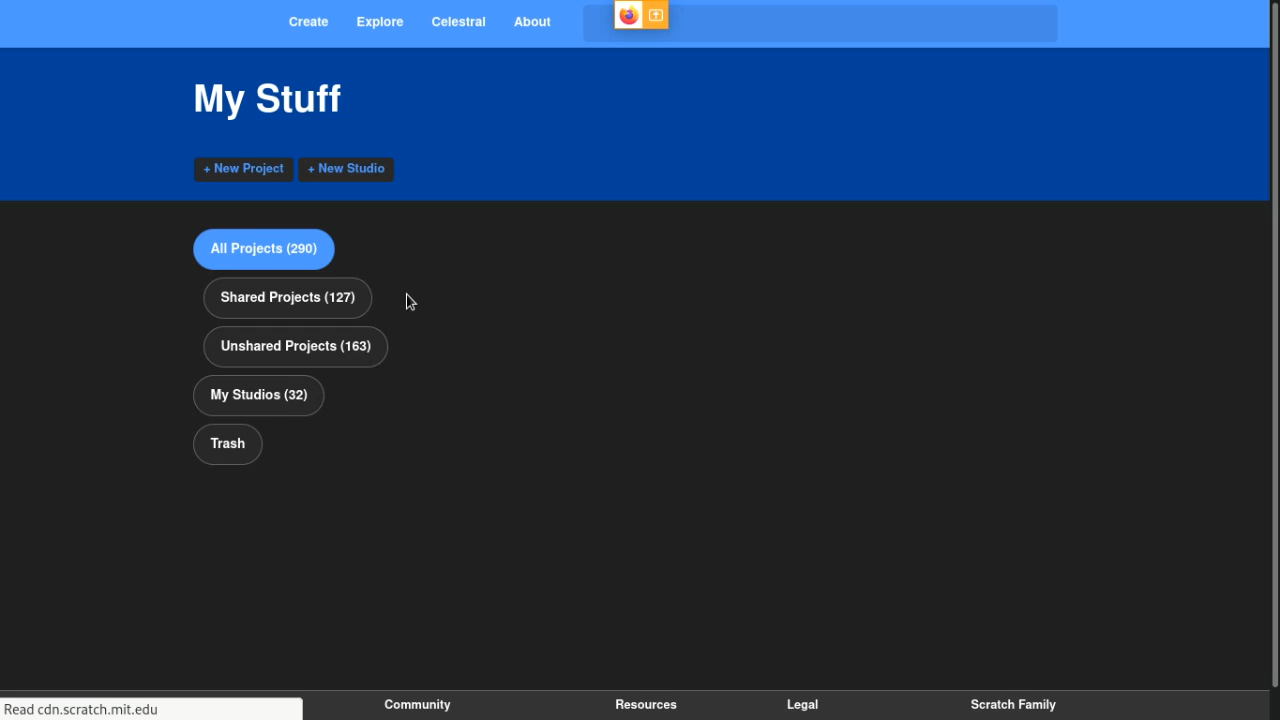 Create Explore Celestral About
My Stuff
+ New Project + New Studio
All Projects (290)
Shared Projects (127)
Unshared Projects (163)
My Studios (32)
Trash
Community Resources Legal Scratch Family
Read cdn.scratch.mit.edu